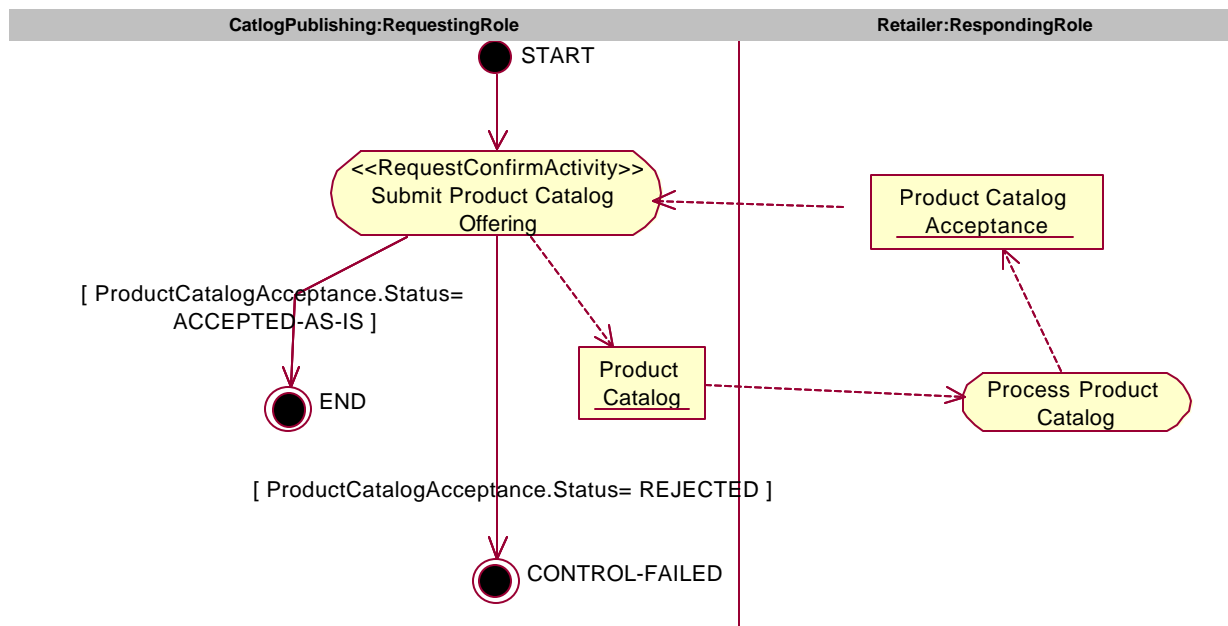 CatlogPublishing:RequestingRole
Retailer:RespondingRole
START
<<RequestConfirmActivity>>
Submit Product Catalog
Offering
Product Catalog
Acceptance
[ ProductCatalogAcceptance.Status=
ACCEPTED-AS-IS ]
Product
Catalog
Process Product
Catalog
END
[ ProductCatalogAcceptance.Status= REJECTED ]
CONTROL-FAILED